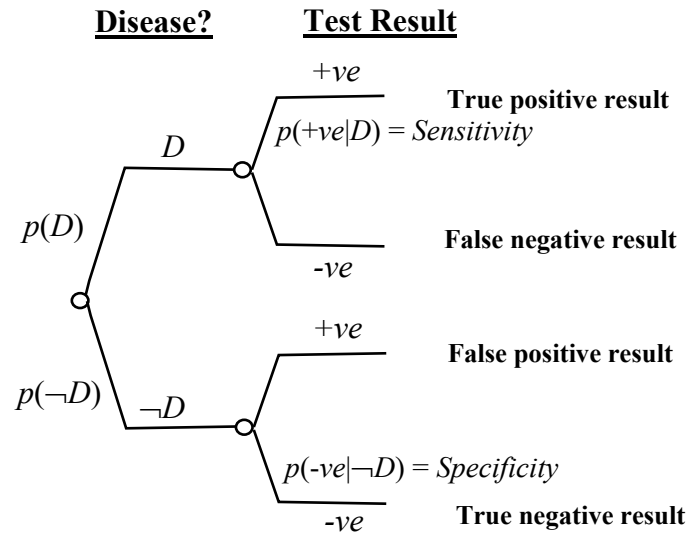 Disease? Test Result
+ve
True positive result
p(+ve|D) = Sensitivity
D
p(D)
False negative result
-ve
+ve
False positive result
p(¬D)
¬D
p(-ve|¬D) = Specificity
-ve
True negative result